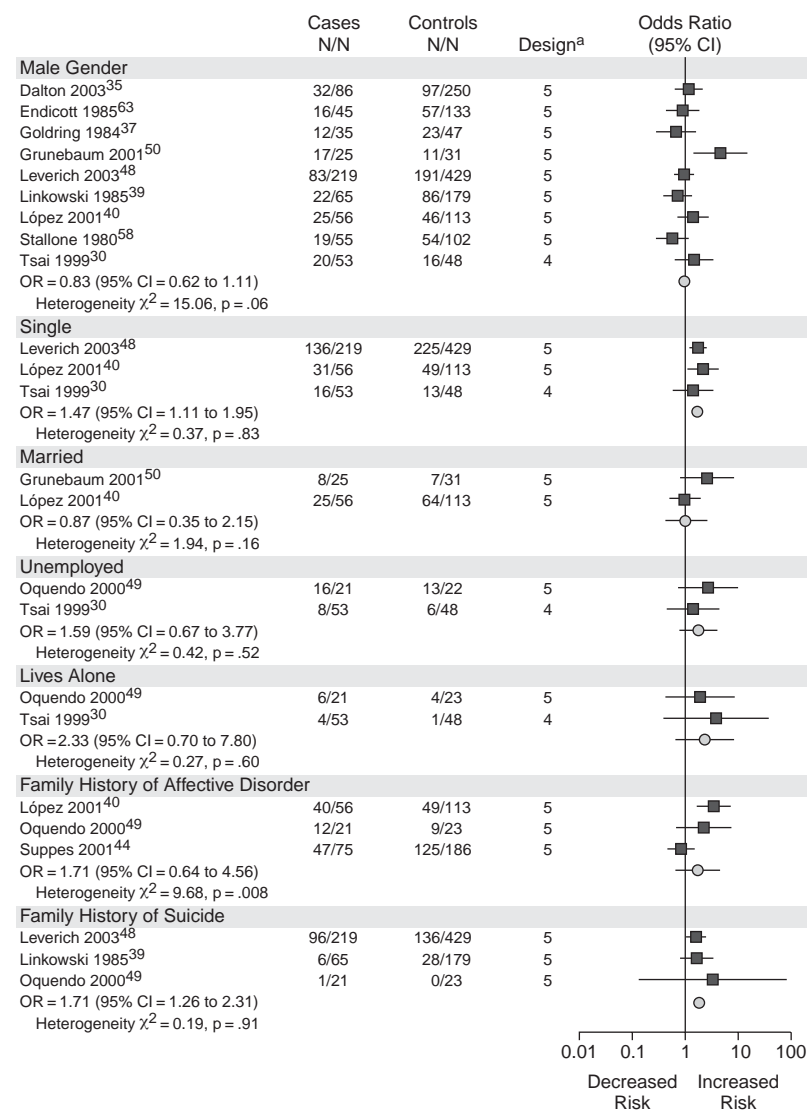 Cases Controls Odds Ratio
N/N N/N Designᵃ (95% CI)
Male Gender
Dalton 2003³⁵ 32/86 97/250 5
Endicott 1985⁶³ 16/45 57/133 5
Goldring 1984³⁷ 12/35 23/47 5
Grunebaum 2001⁵⁰ 17/25 11/31 5
Leverich 2003⁴⁸ 83/219 191/429 5
Linkowski 1985³⁹ 22/65 86/179 5
López 2001⁴⁰ 25/56 46/113 5
Stallone 1980⁵⁸ 19/55 54/102 5
Tsai 1999³⁰ 20/53 16/48 4
OR = 0.83 (95% CI = 0.62 to 1.11)
Heterogeneity χ² = 15.06, p = .06
Single
Leverich 2003⁴⁸ 136/219 225/429 5
López 2001⁴⁰ 31/56 49/113 5
Tsai 1999³⁰ 16/53 13/48 4
OR = 1.47 (95% CI = 1.11 to 1.95)
Heterogeneity χ² = 0.37, p = .83
Married
Grunebaum 2001⁵⁰ 8/25 7/31 5
López 2001⁴⁰ 25/56 64/113 5
OR = 0.87 (95% CI = 0.35 to 2.15)
Heterogeneity χ² = 1.94, p = .16
Unemployed
Oquendo 2000⁴⁹ 16/21 13/22 5
Tsai 1999³⁰ 8/53 6/48 4
OR = 1.59 (95% CI = 0.67 to 3.77)
Heterogeneity χ² = 0.42, p = .52
Lives Alone
Oquendo 2000⁴⁹ 6/21 4/23 5
Tsai 1999³⁰ 4/53 1/48 4
OR =2.33 (95% CI = 0.70 to 7.80)
Heterogeneity χ² = 0.27, p = .60
Family History of Affective Disorder
López 2001⁴⁰ 40/56 49/113 5
Oquendo 2000⁴⁹ 12/21 9/23 5
Suppes 2001⁴⁴ 47/75 125/186 5
OR = 1.71 (95% CI = 0.64 to 4.56)
Heterogeneity χ² = 9.68, p = .008
Family History of Suicide
Leverich 2003⁴⁸ 96/219 136/429 5
Linkowski 1985³⁹ 6/65 28/179 5
Oquendo 2000⁴⁹ 1/21 0/23 5
OR = 1.71 (95% CI = 1.26 to 2.31)
Heterogeneity χ² = 0.19, p = .91
0.01 0.1 1 10 100
Decreased Increased
Risk Risk